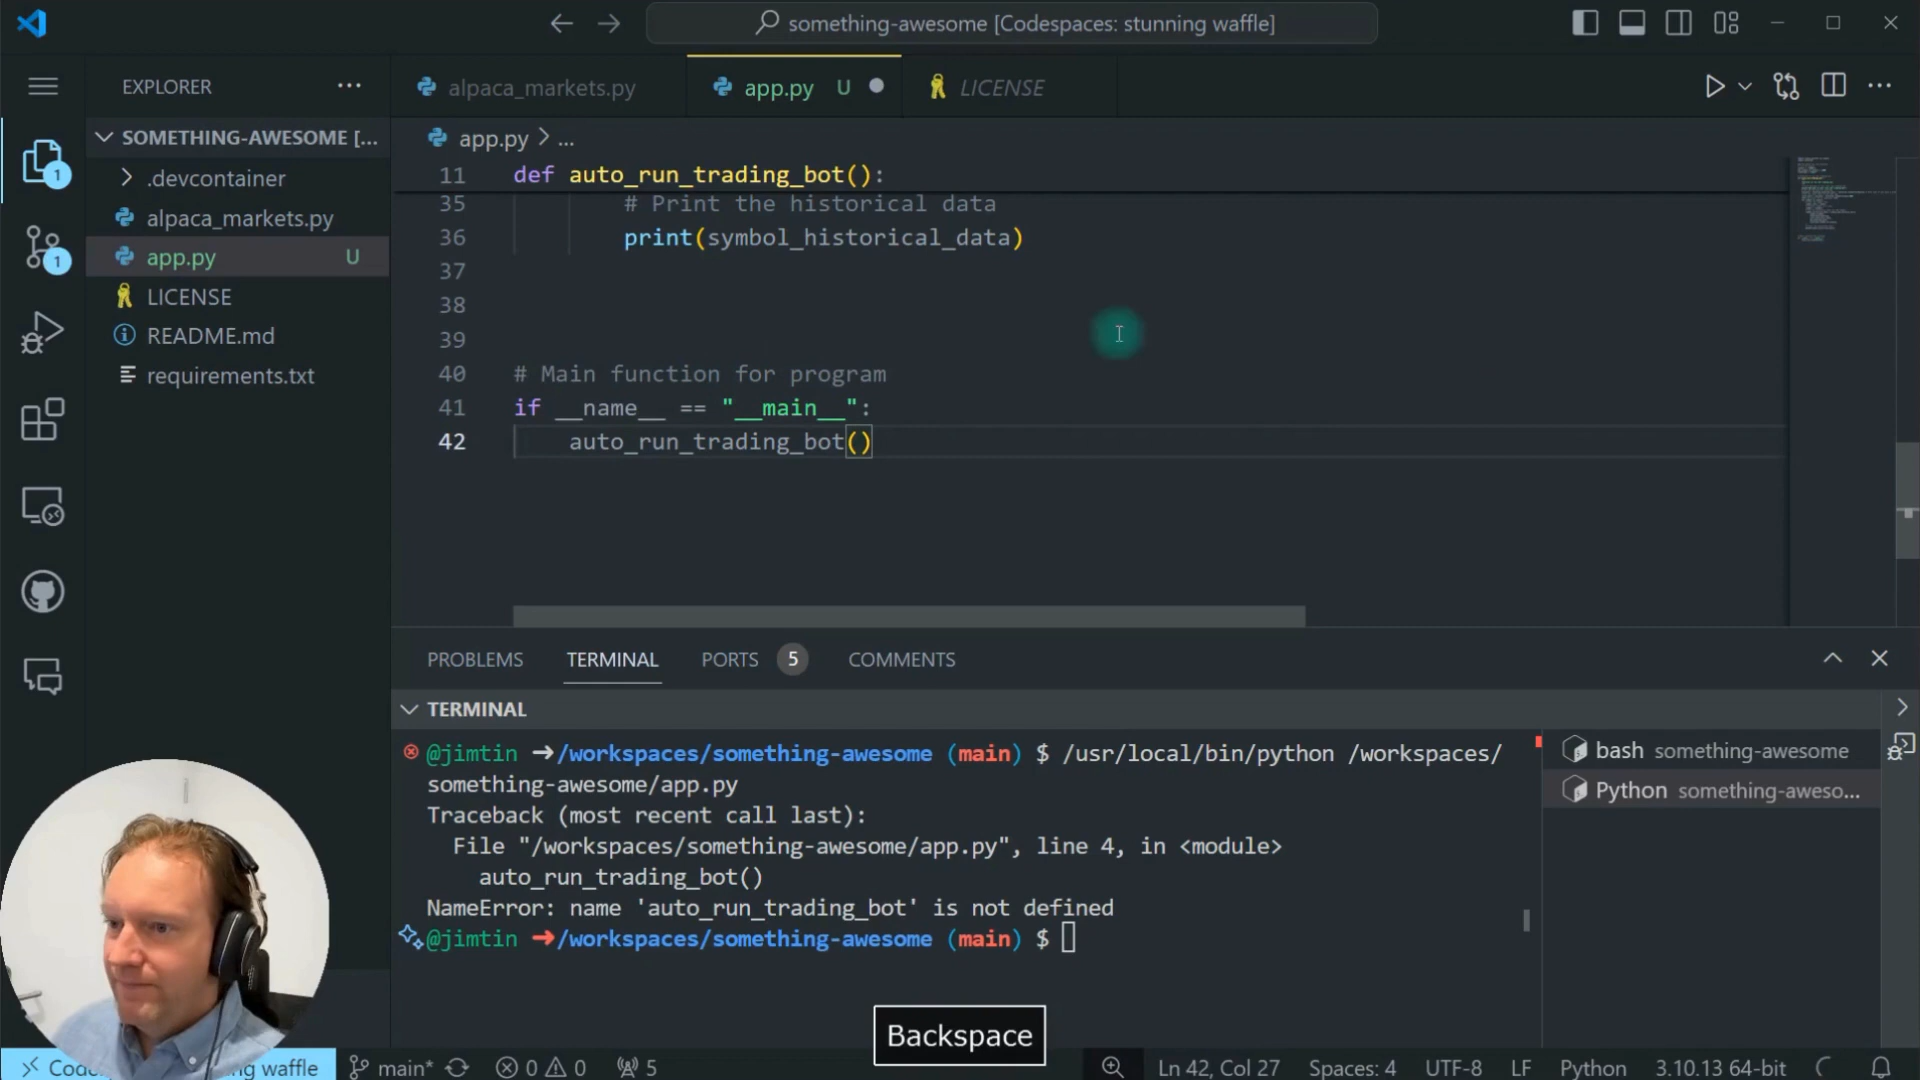 something-awesome [Codespaces: stunning waffle]
EXPLORER
alpaca_markets.py
app.py U
LICENSE
SOMETHING-AWESOME [...
.devcontainer
alpaca_markets.py
app.py U
LICENSE
README.md
requirements.txt
1
1
app.py > ...
11 def auto_run_trading_bot():
35 # Print the historical data
36 print(symbol_historical_data)
37
38
39
40 # Main function for program
41 if __name__ == "__main__":
42 auto_run_trading_bot()
PROBLEMS TERMINAL PORTS 5 COMMENTS
TERMINAL
@jimtin ➜/workspaces/something-awesome (main) $ /usr/local/bin/python /workspaces/
something-awesome/app.py
Traceback (most recent call last):
File "/workspaces/something-awesome/app.py", line 4, in <module>
auto_run_trading_bot()
NameError: name 'auto_run_trading_bot' is not defined
@jimtin ➜/workspaces/something-awesome (main) $
bash something-awesome
Python something-aweso...
Backspace
waffle main* 0 0 5 Ln 42, Col 27 Spaces: 4 UTF-8 LF Python 3.10.13 64-bit